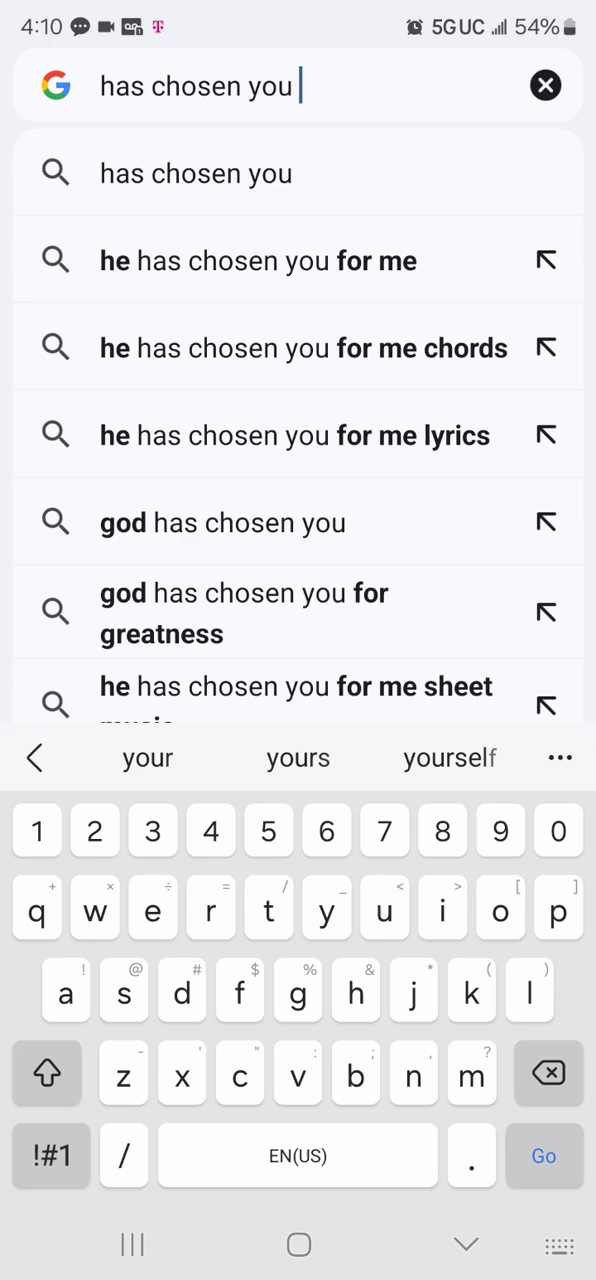 4:10 5G UC 54%
has chosen you
has chosen you
he has chosen you for me
he has chosen you for me chords
he has chosen you for me lyrics
god has chosen you
god has chosen you for
greatness
he has chosen you for me sheet
your yours yourself
1 2 3 4 5 6 7 8 9 0
+ × ÷ = / _ < > [ ]
q w e r t y u i o p
! @ # $ % & * ( )
a s d f g h j k l
- ' " : ; , ?
z x c v b n m
!#1 / EN(US) . Go